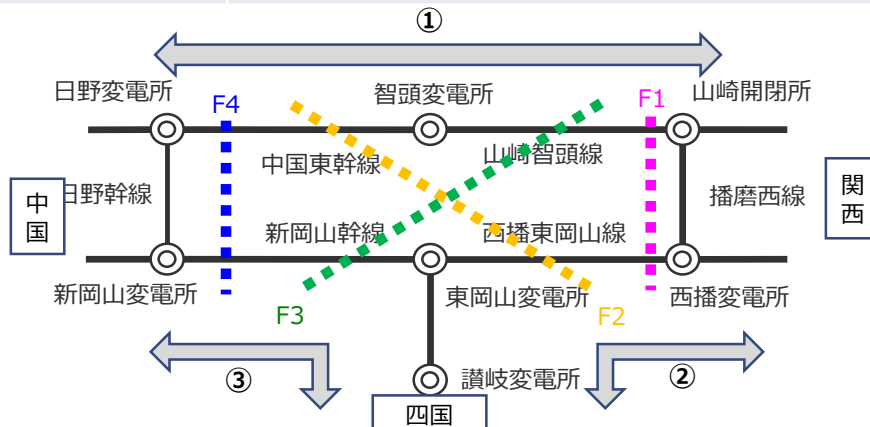 ①
日野変電所
F4
智頭変電所
F1
山崎開閉所
中国東幹線
山崎智頭線
中国
日野幹線
播磨西線
関西
新岡山幹線
西播東岡山線
新岡山変電所
F3
東岡山変電所
F2
西播変電所
③
②
讃岐変電所
四国